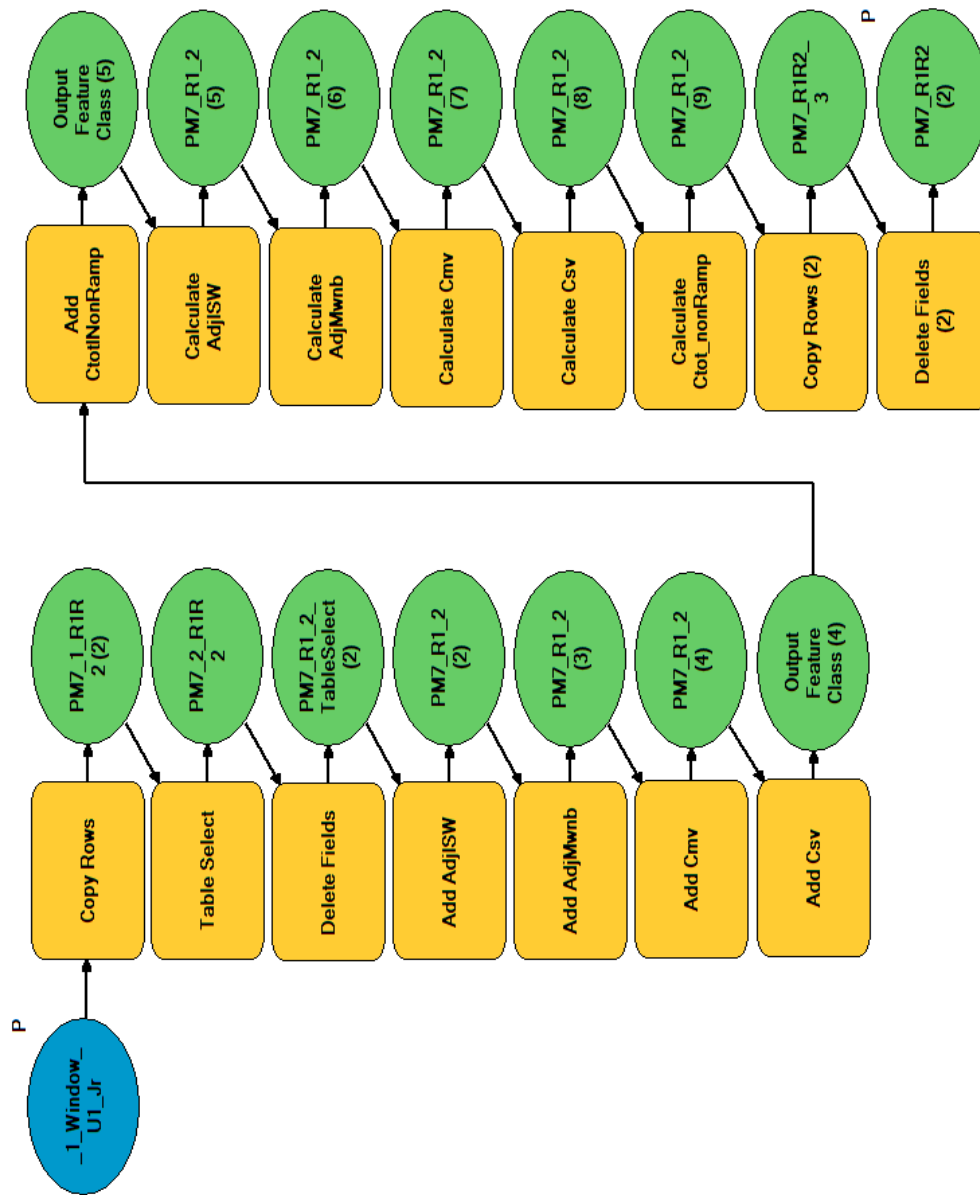 P
_1_Window_
U1_Jr
Copy Rows
PM7_1_R1R
2 (2)
Table Select
PM7_2_R1R
2
Delete Fields
PM7_R1_2_
TableSelect
(2)
Add AdjISW
PM7_R1_2
(2)
Add AdjMwnb
PM7_R1_2
(3)
Add Cmv
PM7_R1_2
(4)
Add Csv
Output
Feature
Class (4)
Add
CtotlNonRamp
Output
Feature
Class (5)
Calculate
AdjISW
PM7_R1_2
(5)
Calculate
AdjMwnb
PM7_R1_2
(6)
Calculate Cmv
PM7_R1_2
(7)
Calculate Csv
PM7_R1_2
(8)
Calculate
Ctot_nonRamp
PM7_R1_2
(9)
Copy Rows (2)
PM7_R1R2_
3
Delete Fields
(2)
PM7_R1R2
(2)
P